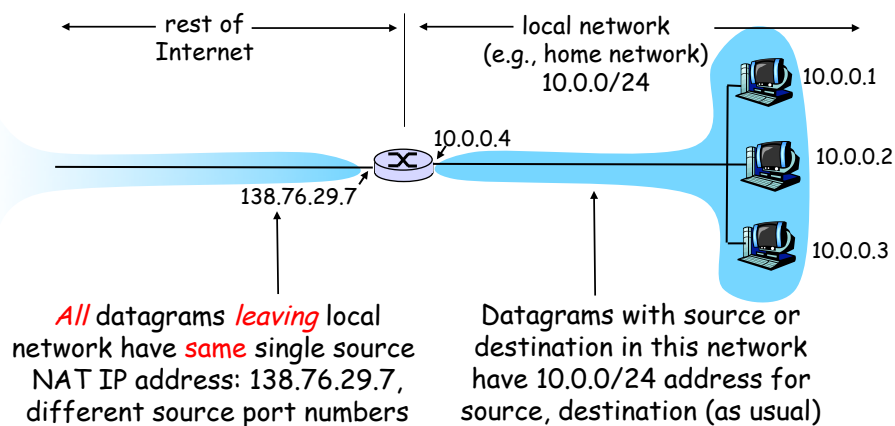 rest of
Internet
local network
(e.g., home network)
10.0.0/24
10.0.0.1
10.0.0.4
10.0.0.2
138.76.29.7
10.0.0.3
All datagrams leaving local
network have same single source
NAT IP address: 138.76.29.7,
different source port numbers
Datagrams with source or
destination in this network
have 10.0.0/24 address for
source, destination (as usual)